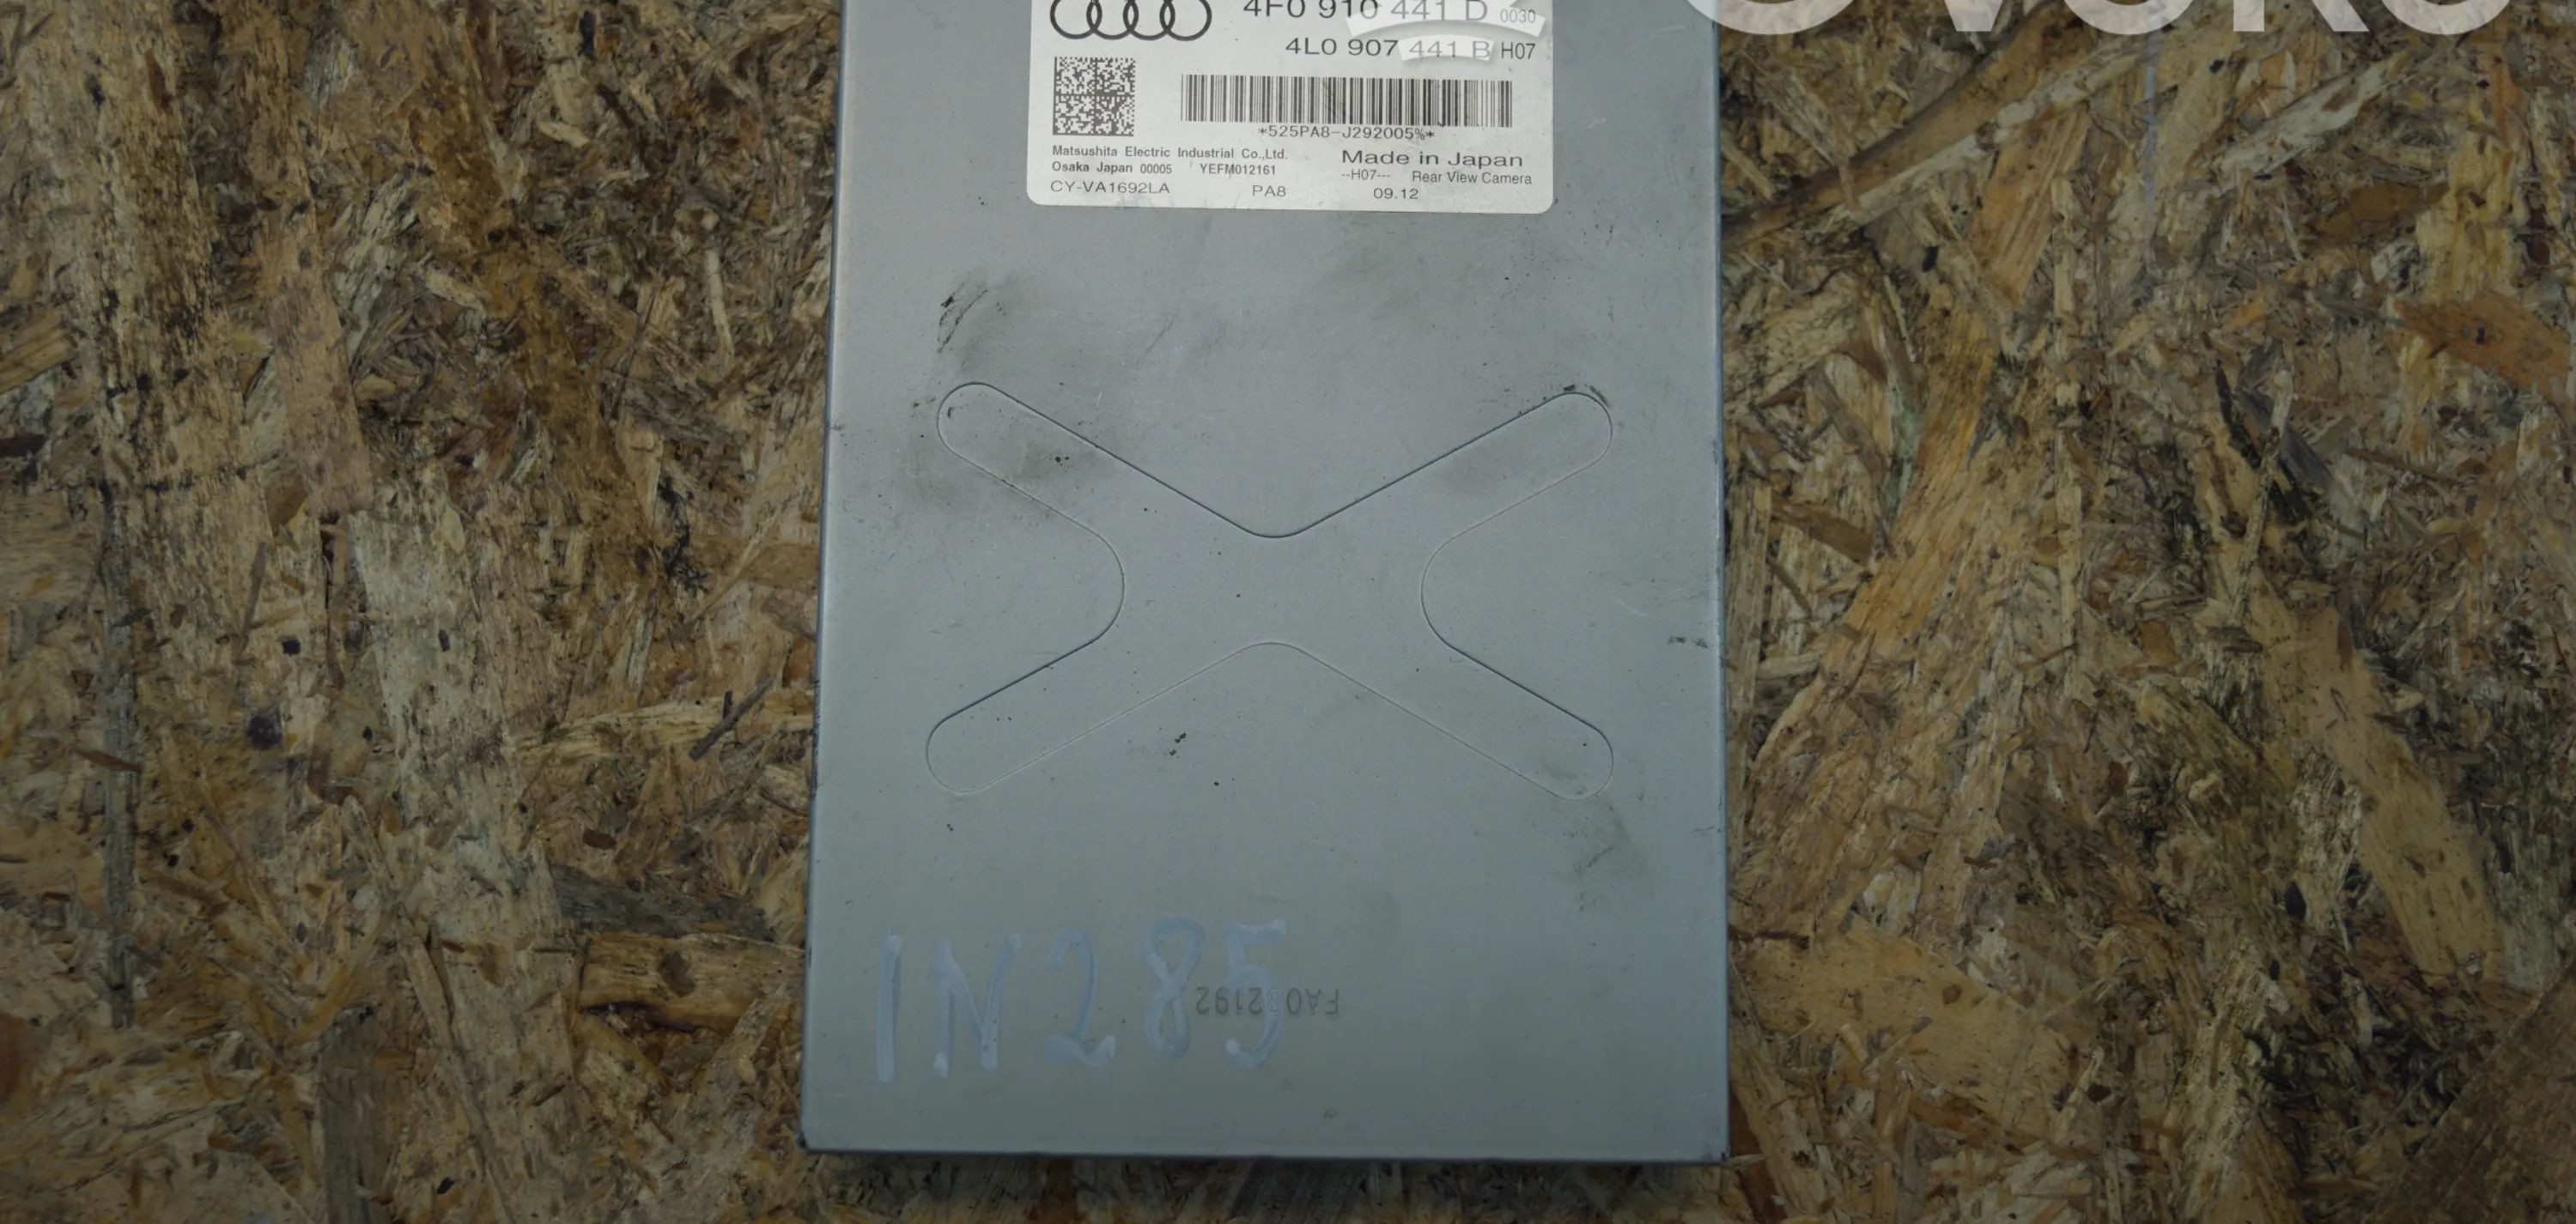 4F0 910 441 D 0030
4L0 907 441 B H07
*525PA8-J292005%*
Matsushita Electric Industrial Co.,Ltd.
Osaka Japan 00005 YEFM012161
Made in Japan
--H07--- Rear View Camera
CY-VA1692LA PA8 09.12
1N285
FA082192